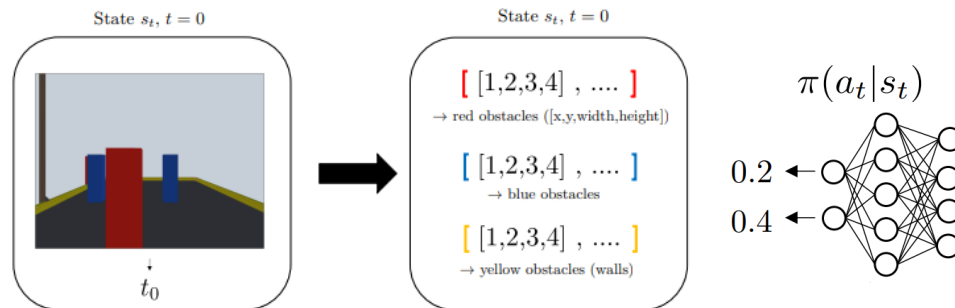 State s_t, t = 0
t_0
State s_t, t = 0
[ [1,2,3,4] , .... ]
→ red obstacles ([x,y,width,height])
[ [1,2,3,4] , .... ]
→ blue obstacles
[ [1,2,3,4] , .... ]
→ yellow obstacles (walls)
π(a_t|s_t)
0.2
0.4